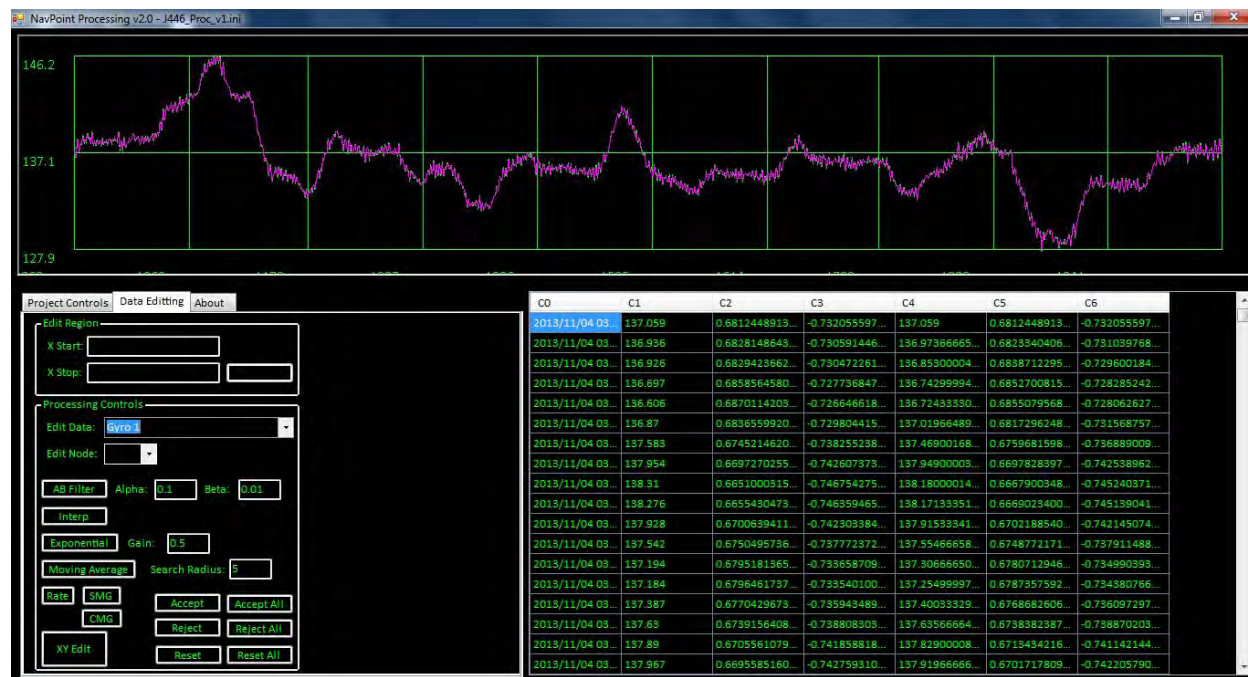 NavPoint Processing v2.0 - J446_Proc_v1.ini
146.2
137.1
127.9
Project Controls Data Editting About
Edit Region
X Start:
X Stop:
Processing Controls
Edit Data: Gyro 1
Edit Node:
AB Filter Alpha: 0.1 Beta: 0.01
Interp
Exponential Gain: 0.5
Moving Average Search Radius: 5
Rate SMG Accept Accept All
CMG Reject Reject All
XY Edit Reset Reset All
C0 C1 C2 C3 C4 C5 C6
2013/11/04 03... 137.059 0.6812448913... -0.732055597... 137.059 0.6812448913... -0.732055597...
2013/11/04 03... 136.936 0.6828148643... -0.730591446... 136.97366665... 0.6823340406... -0.731039768...
2013/11/04 03... 136.926 0.6829423662... -0.730472261... 136.85300004... 0.6838712295... -0.729600184...
2013/11/04 03... 136.697 0.6858564580... -0.727736847... 136.74299994... 0.6852700815... -0.728285242...
2013/11/04 03... 136.606 0.6870114203... -0.726646618... 136.72433330... 0.6855079568... -0.728062627...
2013/11/04 03... 136.87 0.6836559920... -0.729804415... 137.01966489... 0.6817296248... -0.731568757...
2013/11/04 03... 137.583 0.6745214620... -0.738255238... 137.46900168... 0.6759681598... -0.736889009...
2013/11/04 03... 137.954 0.6697270255... -0.742607373... 137.94900003... 0.6697828397... -0.742538962...
2013/11/04 03... 138.31 0.6651000315... -0.746754275... 138.18000014... 0.6667900348... -0.745240371...
2013/11/04 03... 138.276 0.6655430473... -0.746359465... 138.17133351... 0.6669023400... -0.745139041...
2013/11/04 03... 137.928 0.6700639411... -0.742303384... 137.91533341... 0.6702188540... -0.742145074...
2013/11/04 03... 137.542 0.6750495736... -0.737772372... 137.55466658... 0.6748772171... -0.737911488...
2013/11/04 03... 137.194 0.6795181365... -0.733658709... 137.30666650... 0.6780712946... -0.734990393...
2013/11/04 03... 137.184 0.6796461737... -0.733540100... 137.25499997... 0.6787357592... -0.734380766...
2013/11/04 03... 137.387 0.6770429673... -0.735943489... 137.40033329... 0.6768682606... -0.736097297...
2013/11/04 03... 137.63 0.6739156408... -0.738808303... 137.63566664... 0.6738382387... -0.738870203...
2013/11/04 03... 137.89 0.6705561079... -0.741858818... 137.82900008... 0.6713434216... -0.741142144...
2013/11/04 03... 137.967 0.6695585160... -0.742759310... 137.91966666... 0.6701717809... -0.742205790...